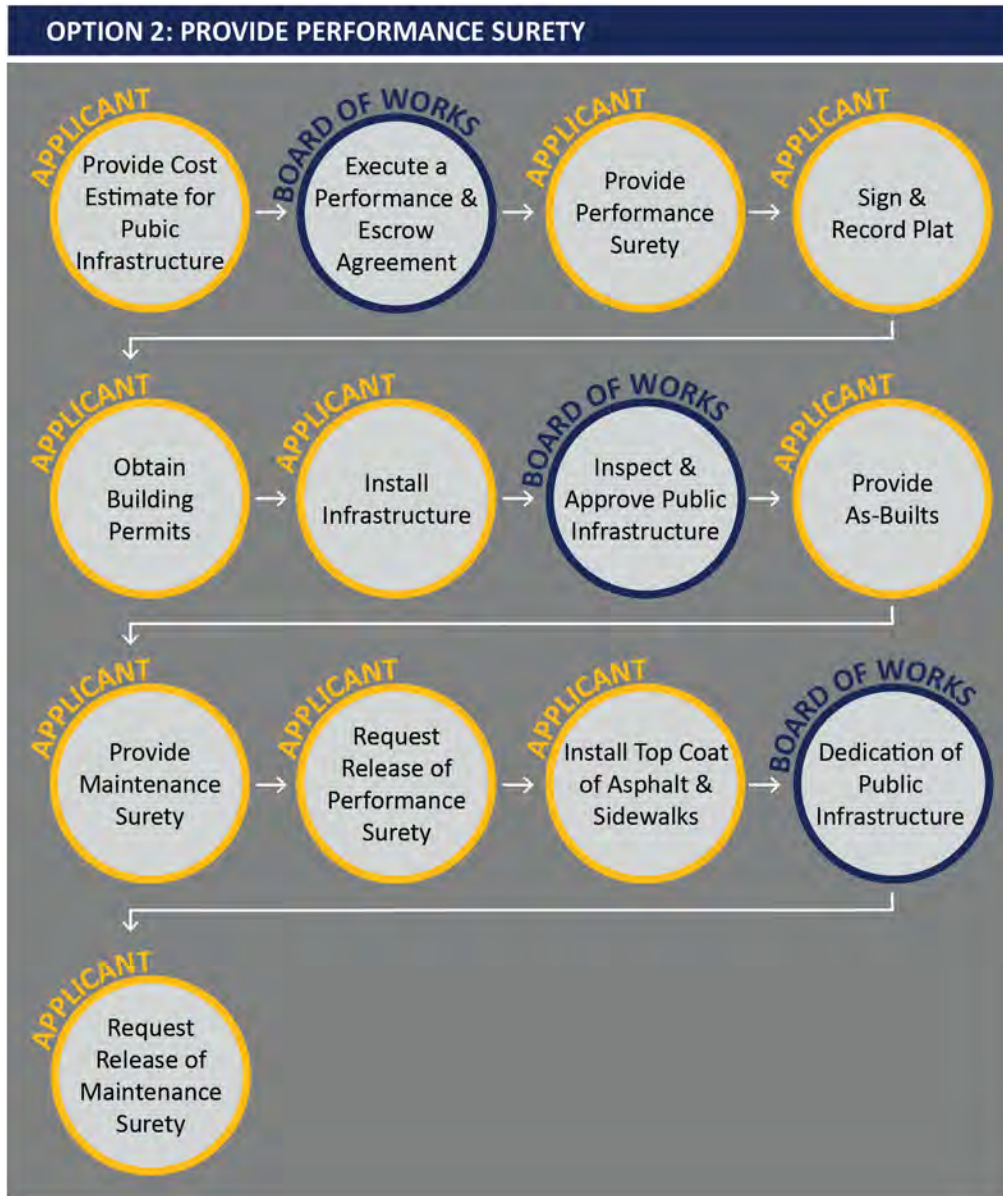 OPTION 2: PROVIDE PERFORMANCE SURETY
APPLICANT
Provide Cost
Estimate for
Pubic
Infrastructure
BOARD OF WORKS
Execute a
Performance &
Escrow
Agreement
APPLICANT
Provide
Performance
Surety
APPLICANT
Sign &
Record Plat
APPLICANT
Obtain
Building
Permits
APPLICANT
Install
Infrastructure
BOARD OF WORKS
Inspect &
Approve Public
Infrastructure
APPLICANT
Provide
As-Builts
APPLICANT
Provide
Maintenance
Surety
APPLICANT
Request
Release of
Performance
Surety
APPLICANT
Install Top Coat
of Asphalt &
Sidewalks
BOARD OF WORKS
Dedication of
Public
Infrastructure
APPLICANT
Request
Release of
Maintenance
Surety